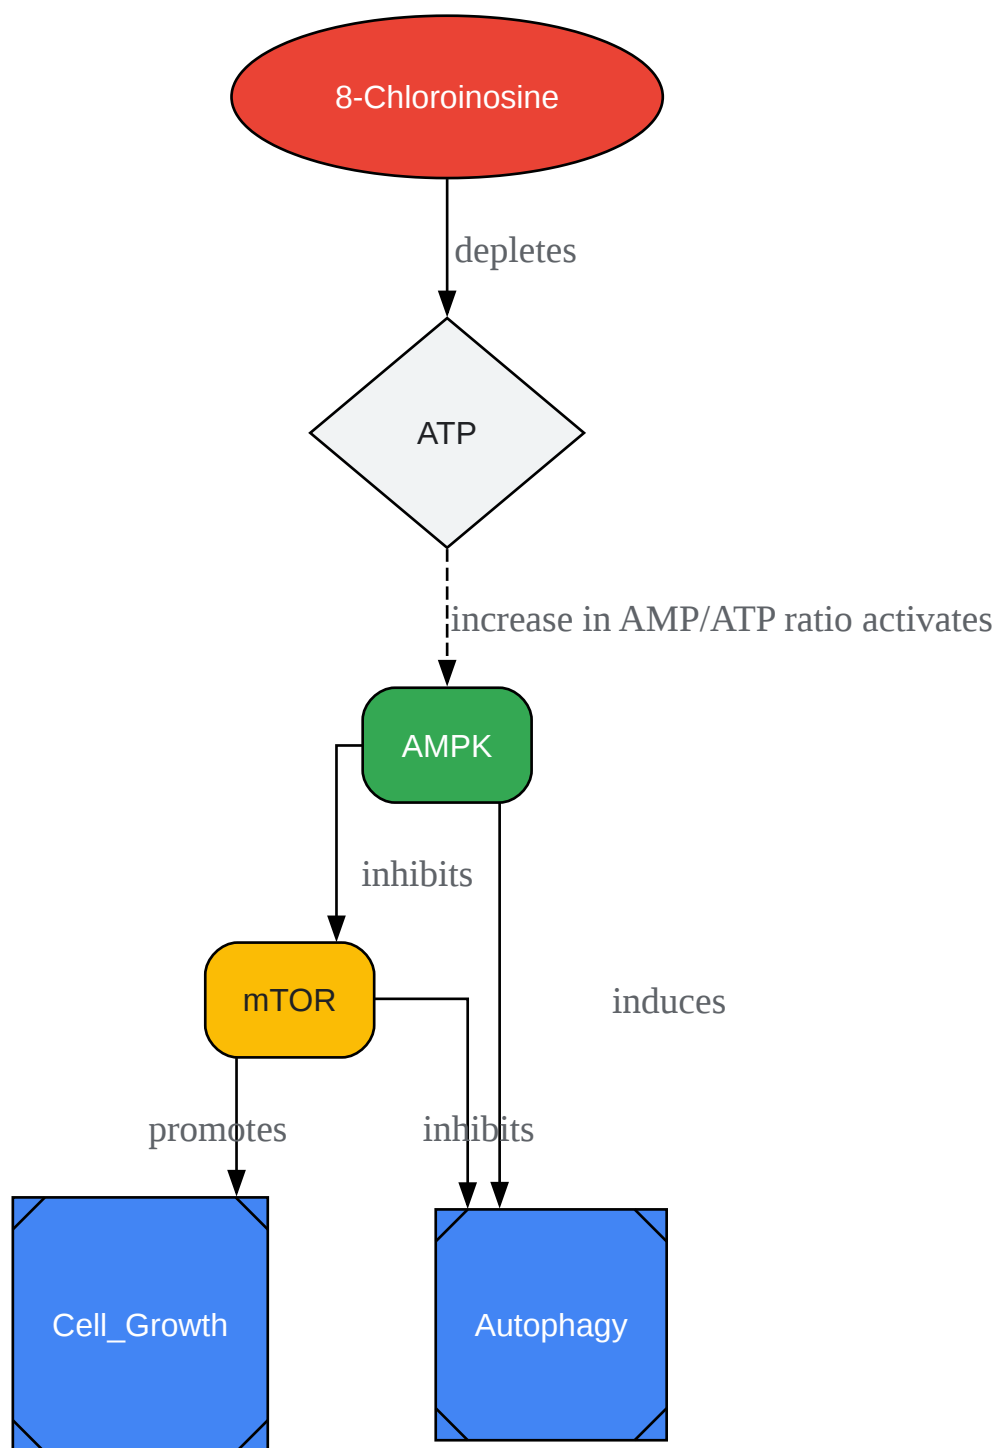 8-Chloroinosine
depletes
ATP
increase in AMP/ATP ratio activates
AMPK
inhibits
mTOR
induces
promotes
inhibits
Cell_Growth
Autophagy